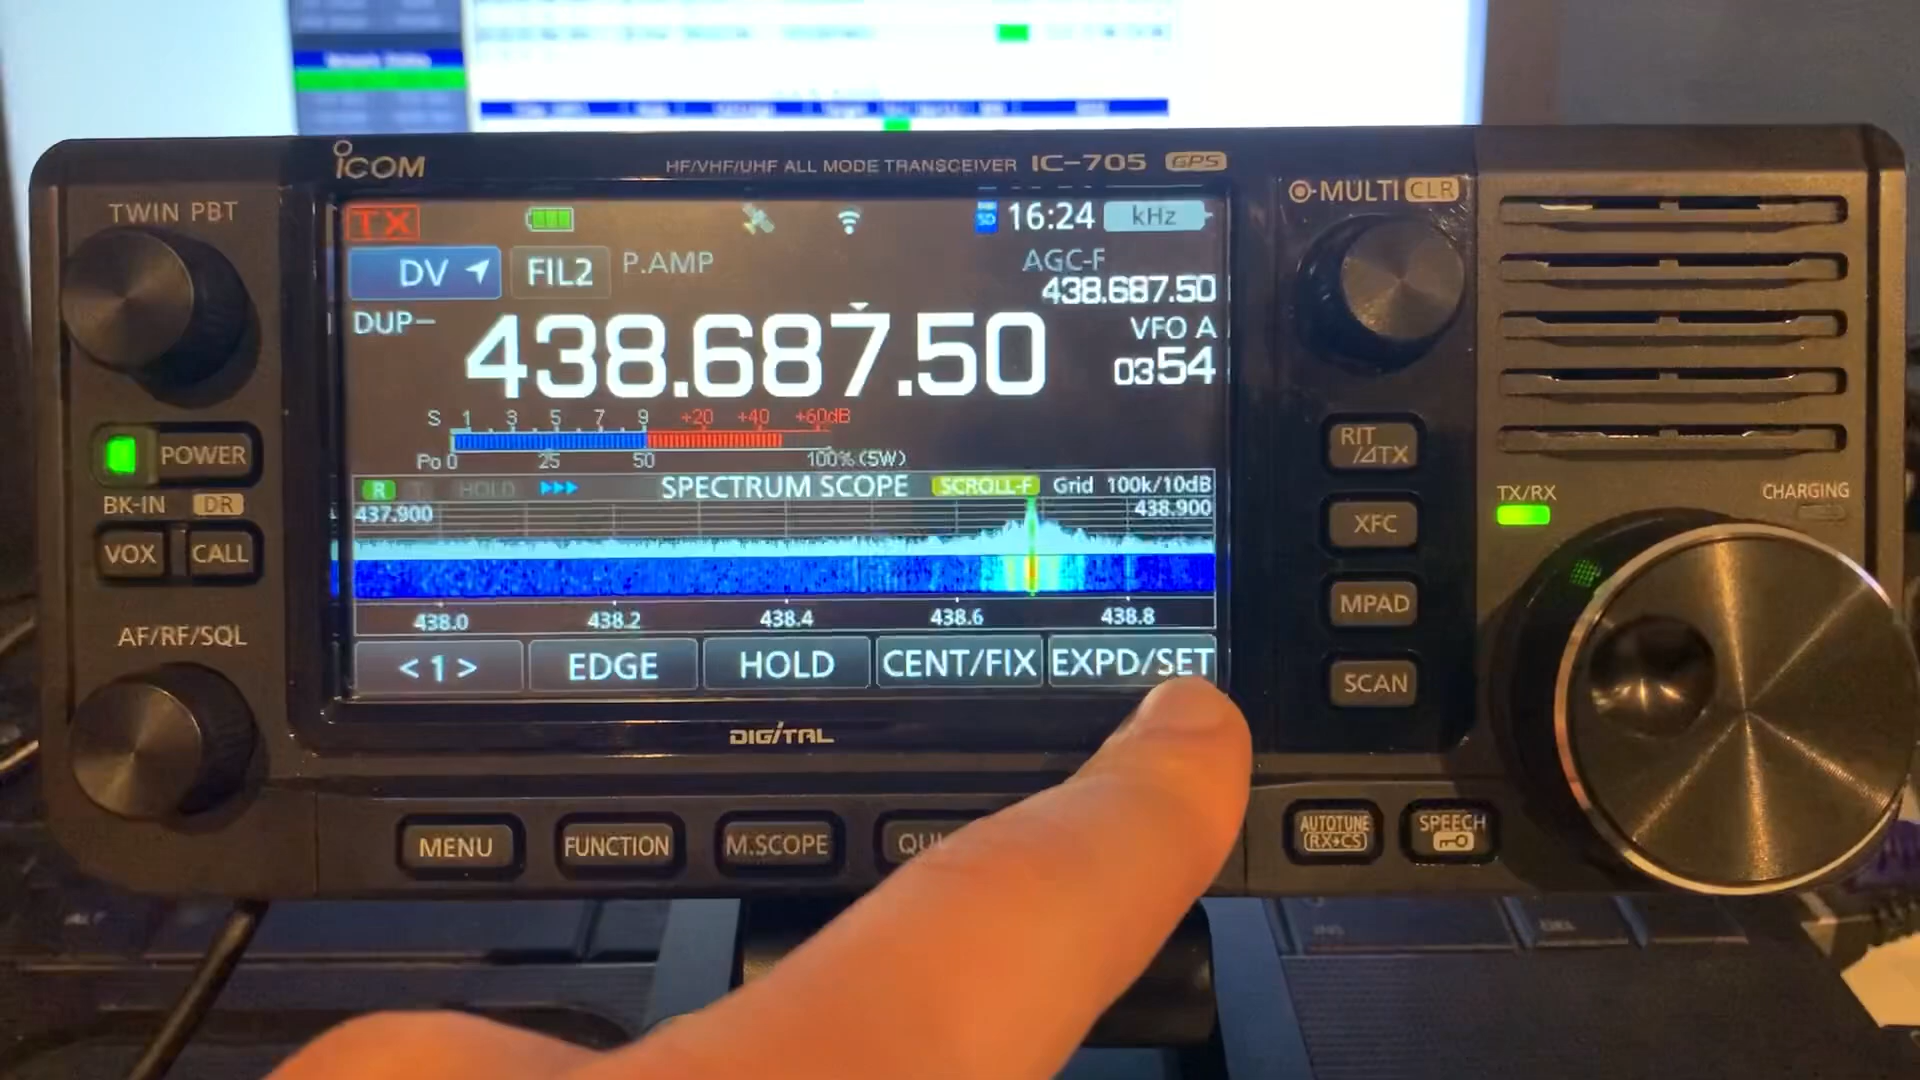 ICOM
HF/VHF/UHF ALL MODE TRANSCEIVER IC-705 GPS
TWIN PBT
MULTI CLR
TX
SD 16:24 kHz
DV FIL2 P.AMP AGC-F
438.687.50
DUP− 438.687.50 VFO A
0354
S 1 3 5 7 9 +20 +40 +60dB
Po 0 25 50 100% (5W)
R HOLD SPECTRUM SCOPE SCROLL-F Grid 100k/10dB
437.900 438.900
438.0 438.2 438.4 438.6 438.8
< 1 > EDGE HOLD CENT/FIX EXPD/SET
DIGITAL
POWER
BK-IN DR
VOX CALL
AF/RF/SQL
RIT
/⊿TX
XFC
MPAD
SCAN
TX/RX CHARGING
MENU FUNCTION M.SCOPE
AUTOTUNE
RX→CS
SPEECH